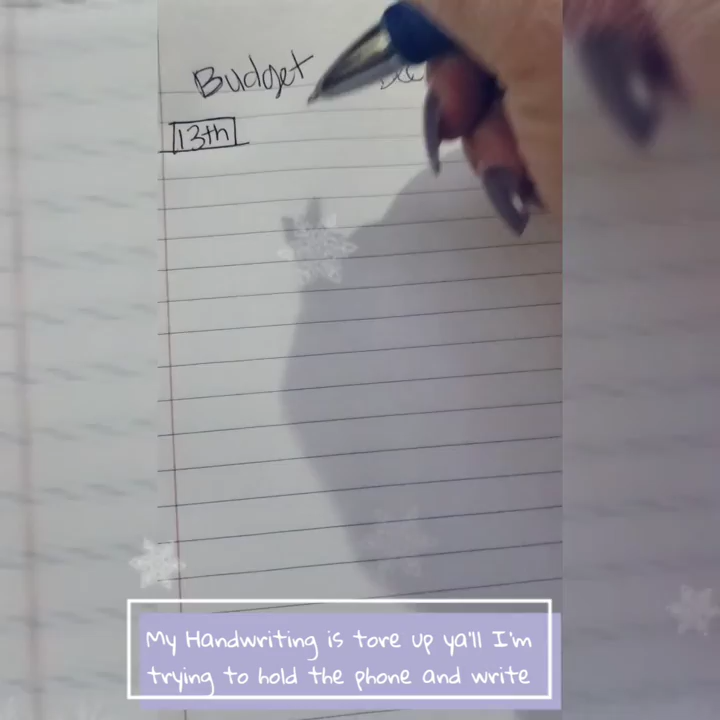 Budget
13th
My Handwriting is tore up ya'll I'm
trying to hold the phone and write